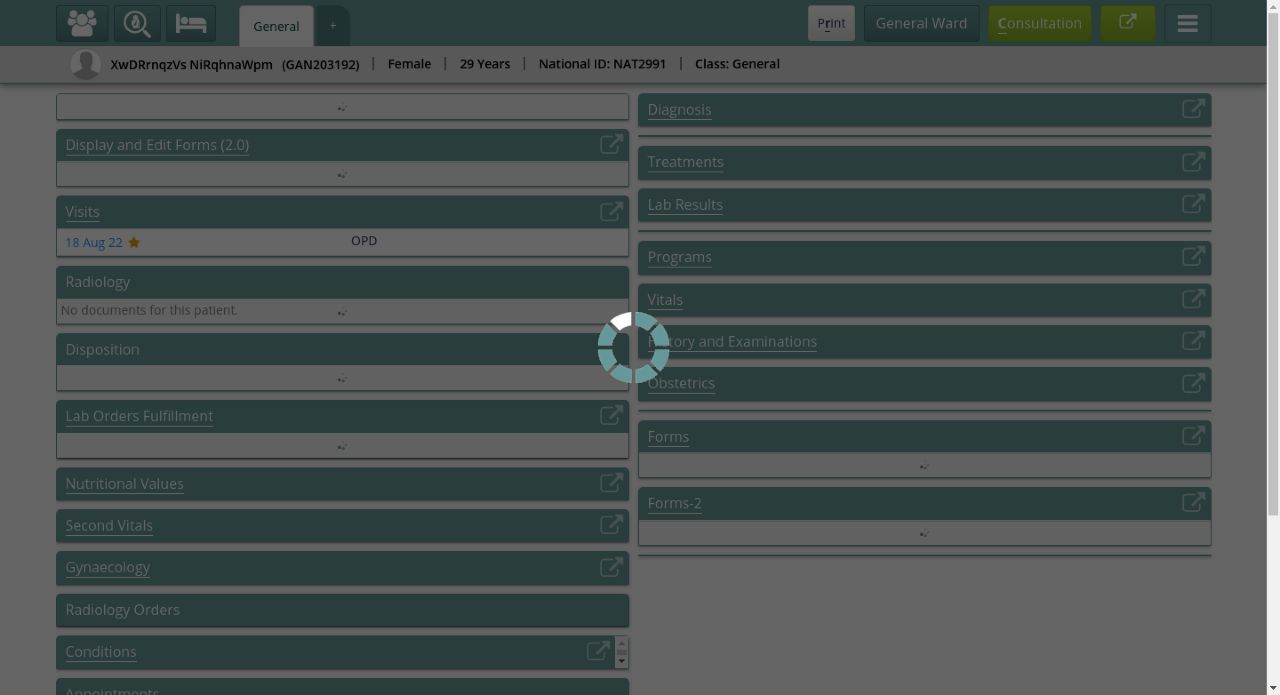 General
+
Print
General Ward
Consultation
XwDRrnqzVs NiRqhnaWpm (GAN203192) | Female | 29 Years | National ID: NAT2991 | Class: General
Display and Edit Forms (2.0)
Visits
18 Aug 22
OPD
Radiology
No documents for this patient.
Disposition
Lab Orders Fulfillment
Nutritional Values
Second Vitals
Gynaecology
Radiology Orders
Conditions
Appointments
Diagnosis
Treatments
Lab Results
Programs
Vitals
History and Examinations
Obstetrics
Forms
Forms-2